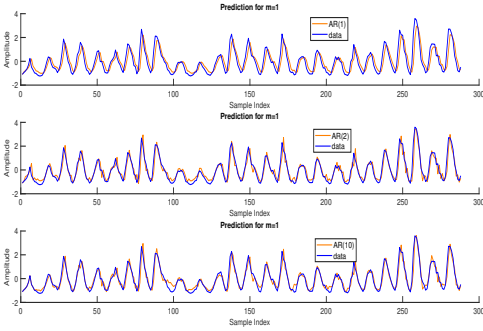 Prediction for m=1
Amplitude
4
2
0
-2
AR(1)
data
0 50 100 150 200 250 300
Sample Index
Prediction for m=1
Amplitude
4
2
0
-2
AR(2)
data
0 50 100 150 200 250 300
Sample Index
Prediction for m=1
Amplitude
4
2
0
-2
AR(10)
data
0 50 100 150 200 250 300
Sample Index